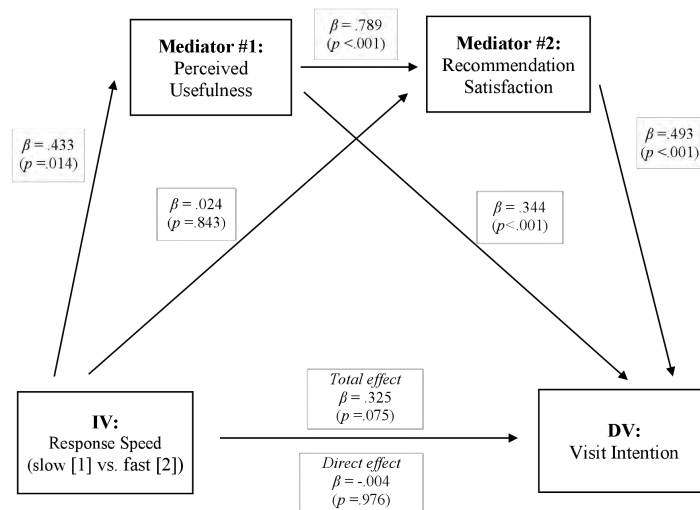 Mediator #1:
Perceived
Usefulness
β = .789
(p <.001)
Mediator #2:
Recommendation
Satisfaction
β = .433
(p =.014)
β = .024
(p =.843)
β = .344
(p<.001)
β =.493
(p <.001)
IV:
Response Speed
(slow [1] vs. fast [2])
Total effect
β = .325
(p =.075)
Direct effect
β = -.004
(p =.976)
DV:
Visit Intention